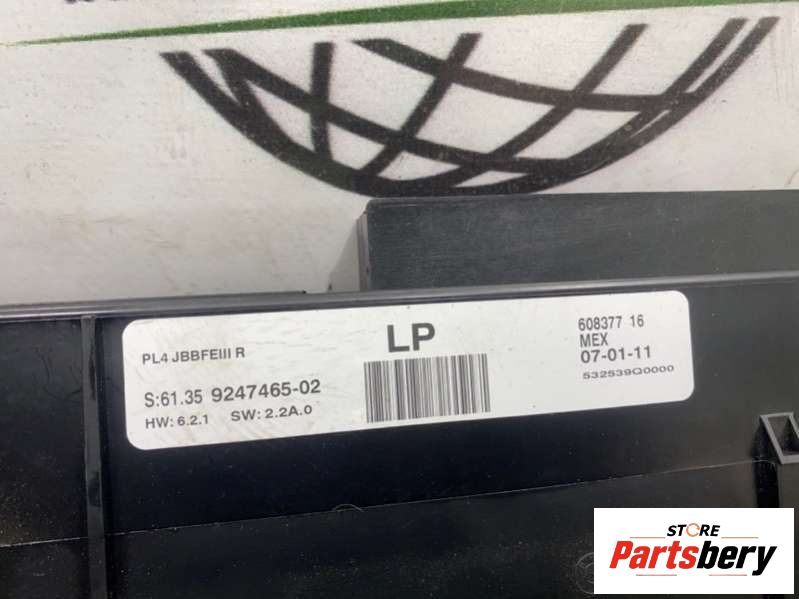 PL4 JBBFEIII R
LP
S:61.35 9247465-02
HW: 6.2.1 SW: 2.2A.0
608377 16
MEX
07-01-11
532539Q0000
STORE
Partsbery